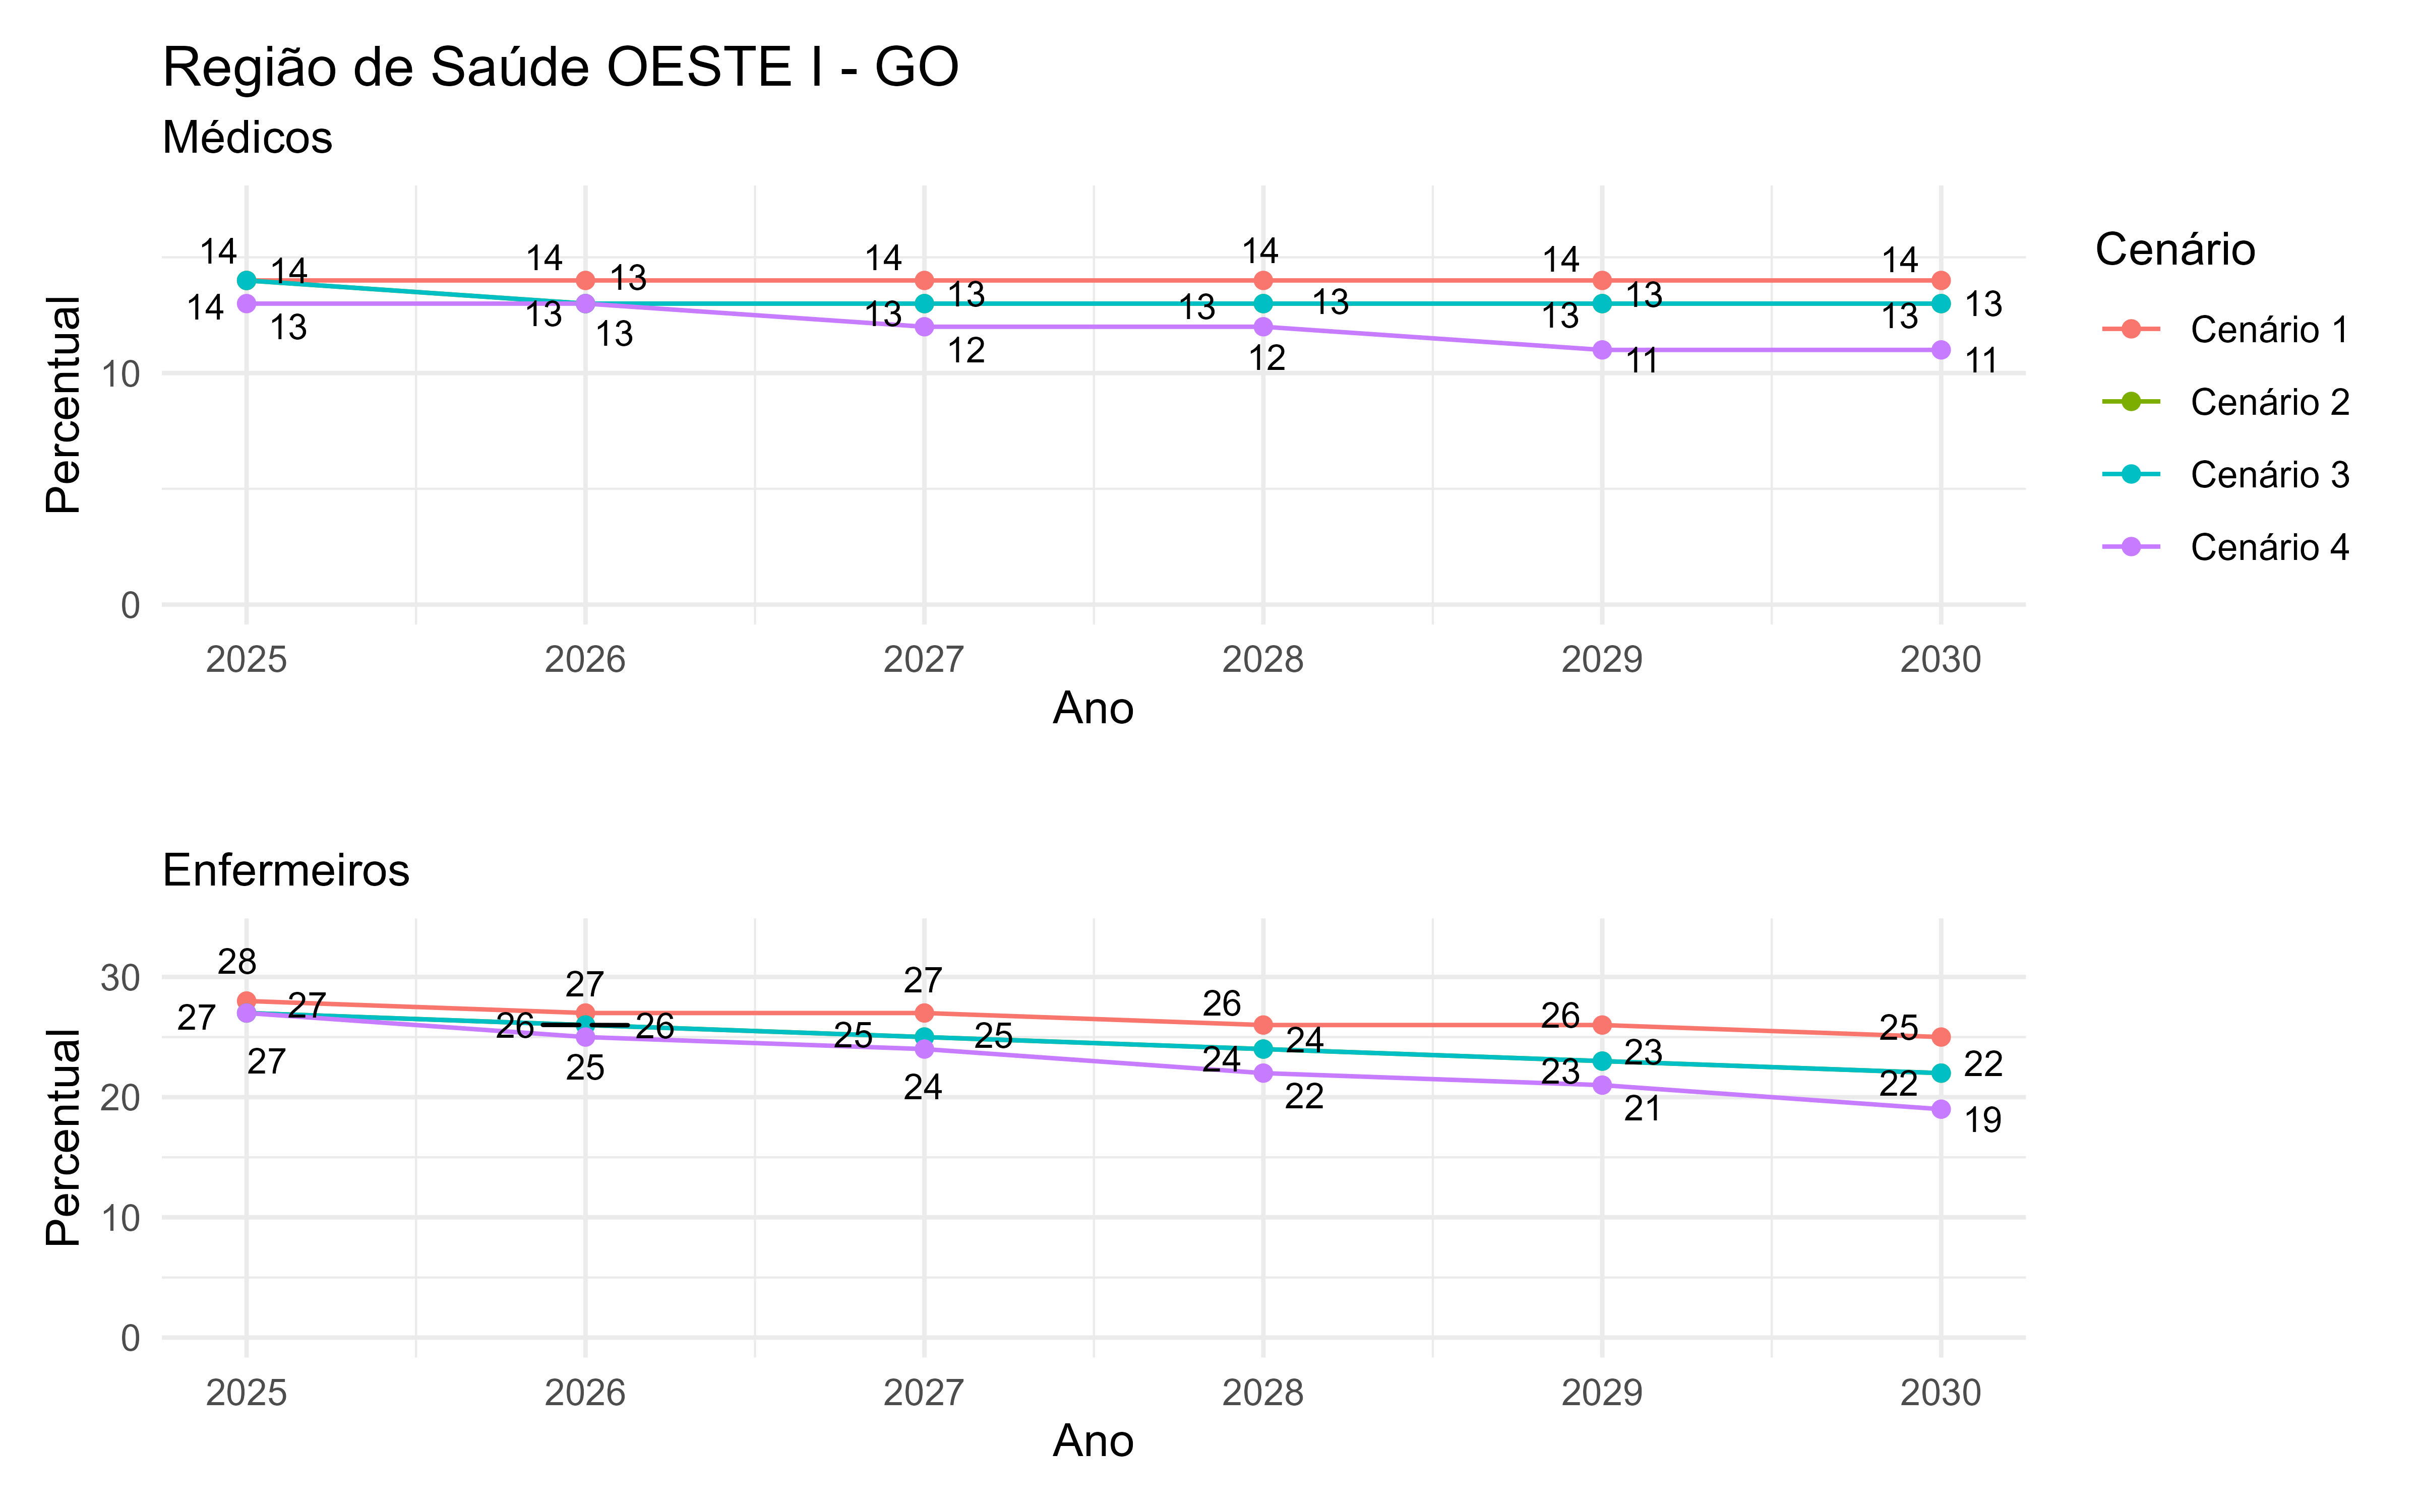 Região de Saúde OESTE I - GO
Médicos
Percentual
10
0
14 14 14 13
14 13 13 13
14 13 13 12
14 13 13 12
14 13 13 11
14 13 13 11
2025 2026 2027 2028 2029 2030
Ano
Cenário
Cenário 1
Cenário 2
Cenário 3
Cenário 4
Enfermeiros
Percentual
30
20
10
0
28 27 27 27
27 26 26 25
27 25 25 24
26 24 24 22
26 23 23 21
25 22 22 19
2025 2026 2027 2028 2029 2030
Ano